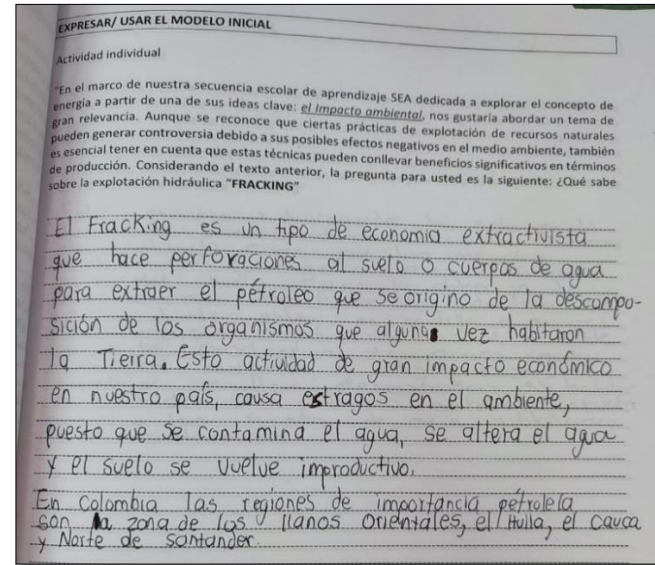 EXPRESAR/ USAR EL MODELO INICIAL
Actividad individual
"En el marco de nuestra secuencia escolar de aprendizaje SEA dedicada a explorar el concepto de
energía a partir de una de sus ideas clave: el Impacto ambiental, nos gustaría abordar un tema de
gran relevancia. Aunque se reconoce que ciertas prácticas de explotación de recursos naturales
pueden generar controversia debido a sus posibles efectos negativos en el medio ambiente, también
es esencial tener en cuenta que estas técnicas pueden conllevar beneficios significativos en términos
de producción. Considerando el texto anterior, la pregunta para usted es la siguiente: ¿Qué sabe
sobre la explotación hidráulica "FRACKING"
El Fracking es un tipo de economia extractivista
que hace perforaciones al suelo o cuerpos de agua
para extraer el pétroleo que se origino de la descompo-
sición de los organismos que alguna vez habitaron
la Tierra. Esto actividad de gran impacto económico
en nuestro país, causa estragos en el ambiente,
puesto que se contamina el agua, se altera el agua
y el suelo se vuelve improductivo.
En Colombia las regiones de importancia petrolela
son la zona de los llanos orientales, el Huila, el cauca
y Norte de santander.